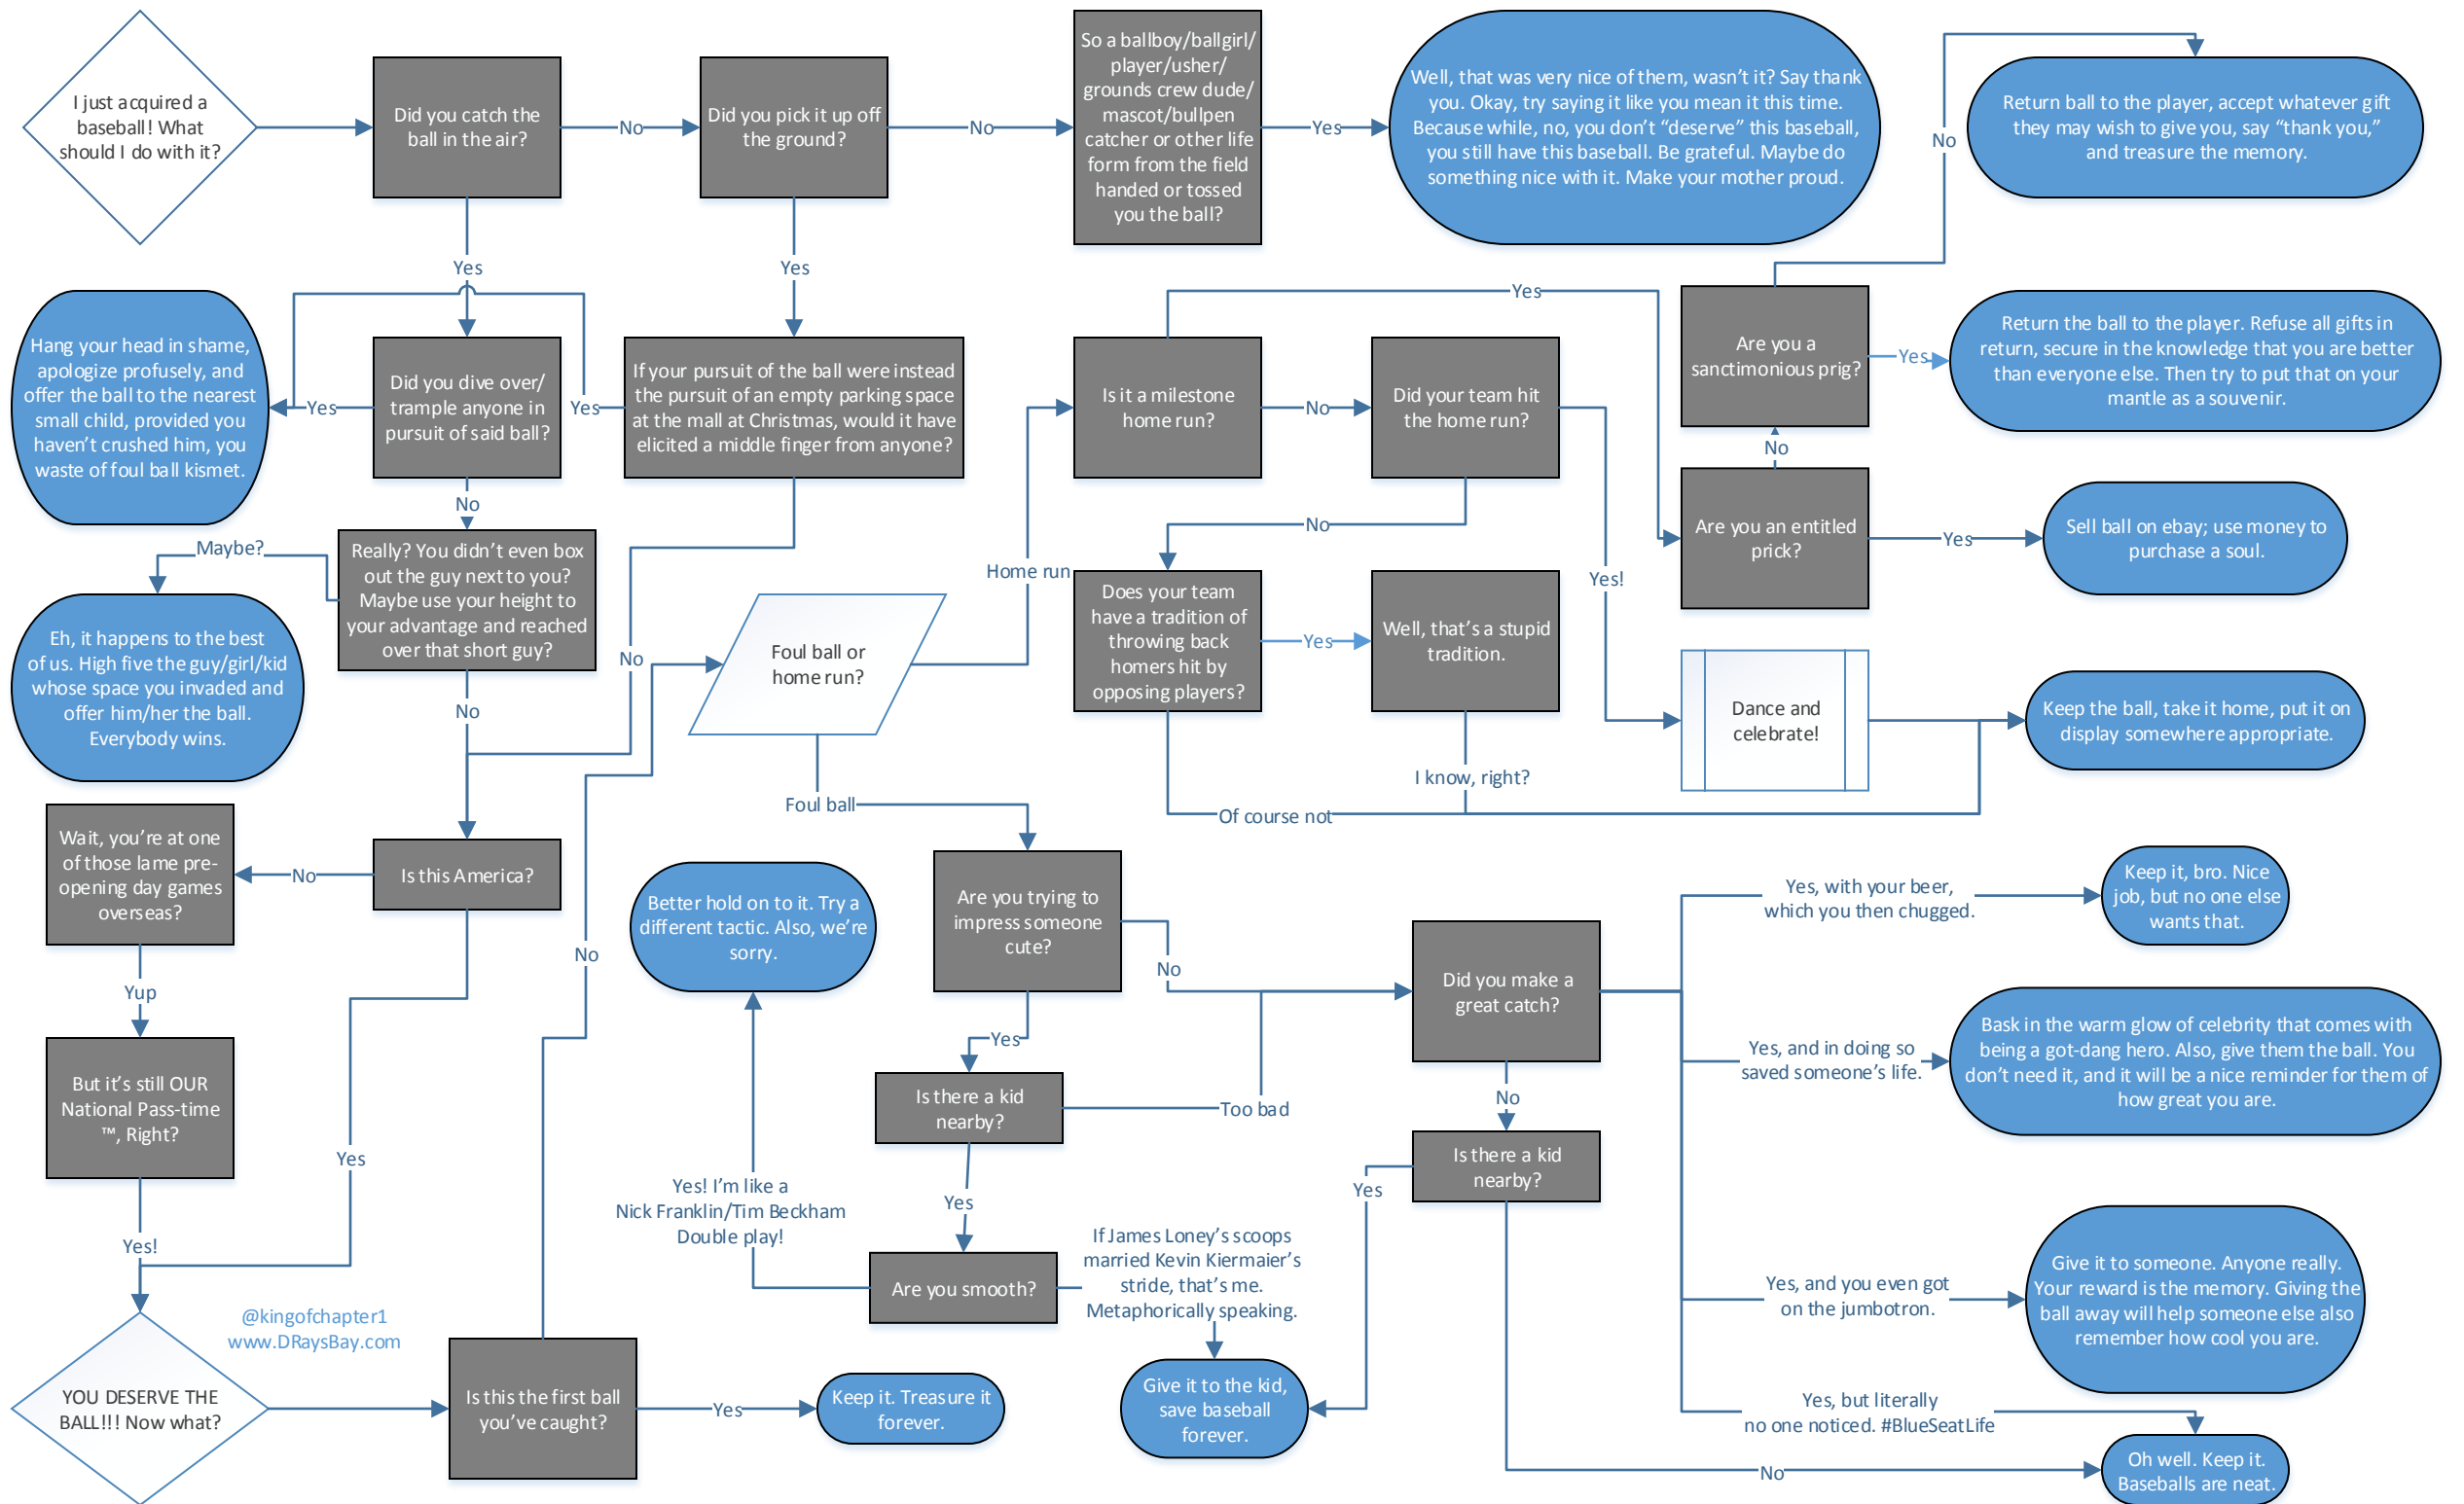 I just acquired a
baseball! What
should I do with it?
Did you catch the
ball in the air?
No
Did you pick it up off
the ground?
No
So a ballboy/ballgirl/
player/usher/
grounds crew dude/
mascot/bullpen
catcher or other life
form from the field
handed or tossed
you the ball?
Yes
Well, that was very nice of them, wasn't it? Say thank
you. Okay, try saying it like you mean it this time.
Because while, no, you don't “deserve” this baseball,
you still have this baseball. Be grateful. Maybe do
something nice with it. Make your mother proud.
No
Return ball to the player, accept whatever gift
they may wish to give you, say “thank you,”
and treasure the memory.
Yes
Yes
Hang your head in shame,
apologize profusely, and
offer the ball to the nearest
small child, provided you
haven't crushed him, you
waste of foul ball kismet.
Yes
Did you dive over/
trample anyone in
pursuit of said ball?
Yes
If your pursuit of the ball were instead
the pursuit of an empty parking space
at the mall at Christmas, would it have
elicited a middle finger from anyone?
Is it a milestone
home run?
Yes
No
Did your team hit
the home run?
Are you a
sanctimonious prig?
Yes
Return the ball to the player. Refuse all gifts in
return, secure in the knowledge that you are better
than everyone else. Then try to put that on your
mantle as a souvenir.
No
No
No
Maybe?
Really? You didn't even box
out the guy next to you?
Maybe use your height to
your advantage and reached
over that short guy?
Are you an entitled
prick?
Yes
Sell ball on ebay; use money to
purchase a soul.
Eh, it happens to the best
of us. High five the guy/girl/kid
whose space you invaded and
offer him/her the ball.
Everybody wins.
No
No
Foul ball or
home run?
Home run
Does your team
have a tradition of
throwing back
homers hit by
opposing players?
Yes
Well, that's a stupid
tradition.
Yes!
Dance and
celebrate!
Keep the ball, take it home, put it on
display somewhere appropriate.
I know, right?
Of course not
Foul ball
Wait, you're at one
of those lame pre-
opening day games
overseas?
No
Is this America?
No
Better hold on to it. Try a
different tactic. Also, we're
sorry.
Are you trying to
impress someone
cute?
No
Did you make a
great catch?
Yes, with your beer,
which you then chugged.
Keep it, bro. Nice
job, but no one else
wants that.
Yup
Yes
Yes, and in doing so
saved someone's life.
Bask in the warm glow of celebrity that comes with
being a got-dang hero. Also, give them the ball. You
don't need it, and it will be a nice reminder for them of
how great you are.
But it's still OUR
National Pass-time
™, Right?
Is there a kid
nearby?
Too bad
No
Is there a kid
nearby?
Yes
Yes
Yes! I'm like a
Nick Franklin/Tim Beckham
Double play!
Yes
Yes!
Are you smooth?
If James Loney's scoops
married Kevin Kiermaier's
stride, that's me.
Metaphorically speaking.
Yes, and you even got
on the jumbotron.
Give it to someone. Anyone really.
Your reward is the memory. Giving the
ball away will help someone else also
remember how cool you are.
@kingofchapter1
www.DRaysBay.com
YOU DESERVE THE
BALL!!! Now what?
Is this the first ball
you've caught?
Yes
Keep it. Treasure it
forever.
Give it to the kid,
save baseball
forever.
Yes, but literally
no one noticed. #BlueSeatLife
No
Oh well. Keep it.
Baseballs are neat.